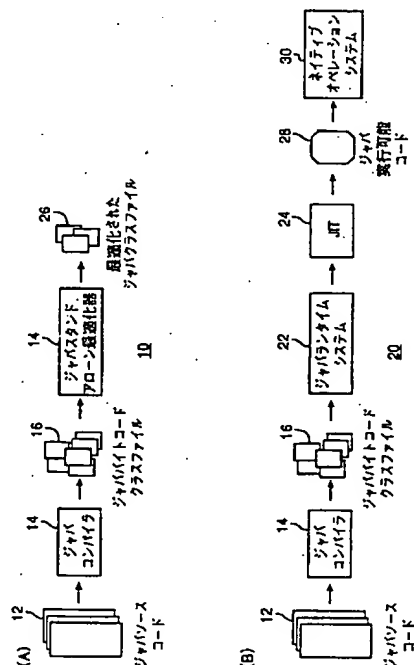 (A)
12
ジャバソース
コード
14
ジャバ
コンパイラ
16
ジャババイトコード
クラスファイル
14
ジャバスタンド
アローン最適化器
26
最適化された
ジャバクラスファイル
10
(B)
12
ジャバソース
コード
14
ジャバ
コンパイラ
16
ジャババイトコード
クラスファイル
22
ジャバランタイム
システム
24
JIT
28
ジャバ
実行可能
コード
30
ネイティブ
オペレーション
システム
20